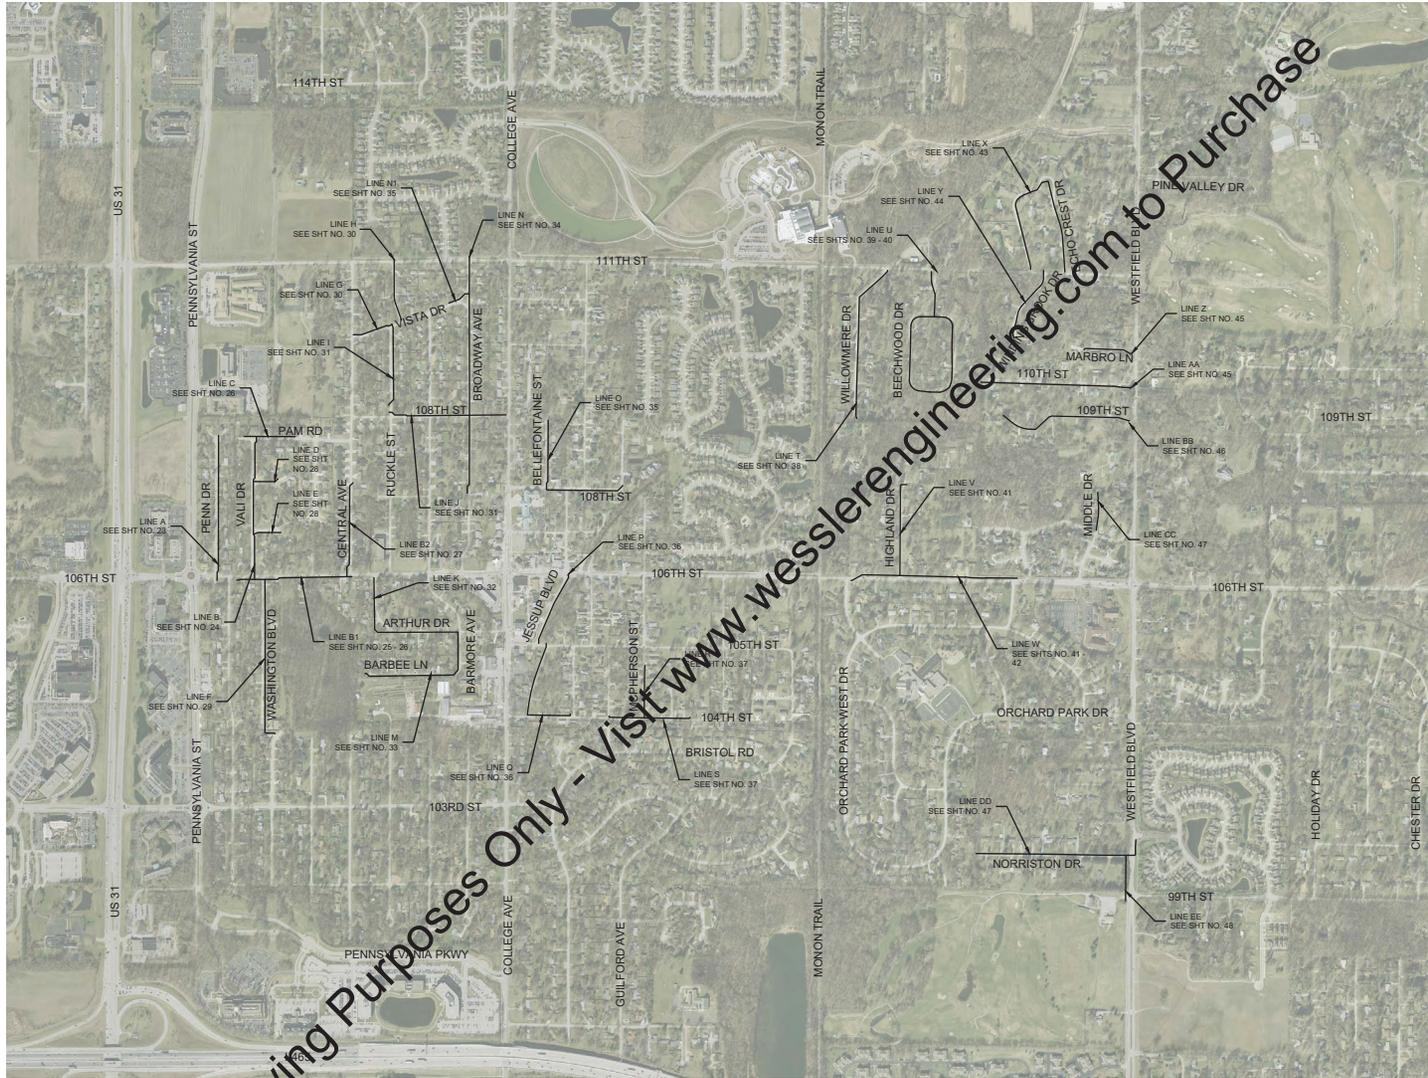 114TH ST
COLLEGE AVE
MONON TRAIL
US 31
PENNSYLVANIA ST
LINE X
SEE SHT NO. 43
LINE N1
SEE SHT NO. 35
LINE Y
SEE SHT NO. 44
PINE VALLEY DR
LINE H
SEE SHT NO. 30
LINE N
SEE SHT NO. 34
LINE U
SEE SHTS NO. 39 - 40
WESTFIELD BLVD
111TH ST
LINE G
SEE SHT NO. 30
VISTA DR
BROADWAY AVE
WILLOWMERE DR
BEECHWOOD DR
LINE Z
SEE SHT NO. 45
LINE I
SEE SHT NO. 31
MARBRO LN
110TH ST
LINE AA
SEE SHT NO. 45
LINE C
SEE SHT NO. 26
BELLEFONTAINE ST
LINE O
SEE SHT NO. 35
108TH ST
109TH ST
109TH ST
PAM RD
LINE D
SEE SHT
NO. 28
RUCKLE ST
LINE T
SEE SHT NO. 38
LINE BB
SEE SHT NO. 46
PENN DR
VALI DR
LINE E
SEE SHT
NO. 28
CENTRAL AVE
LINE J
SEE SHT NO. 31
108TH ST
LINE V
SEE SHT NO. 41
HIGHLAND DR
MIDDLE DR
LINE A
SEE SHT NO. 23
LINE B2
SEE SHT NO. 27
LINE P
SEE SHT NO. 36
LINE CC
SEE SHT NO. 47
106TH ST
106TH ST
106TH ST
LINE K
SEE SHT NO. 32
JESSUP BLVD
LINE B
SEE SHT NO. 24
WASHINGTON BLVD
LINE B1
SEE SHT NO. 25 - 26
ARTHUR DR
BARMORE AVE
MCPHERSON ST
105TH ST
SEE SHT NO. 37
LINE W
SEE SHTS NO. 41 -
42
BARBEE LN
LINE F
SEE SHT NO. 29
ORCHARD PARK WEST DR
ORCHARD PARK DR
104TH ST
LINE M
SEE SHT NO. 33
BRISTOL RD
LINE Q
SEE SHT NO. 36
LINE S
SEE SHT NO. 37
PENNSYLVANIA ST
103RD ST
WESTFIELD BLVD
LINE DD
SEE SHT NO. 47
HOLIDAY DR
CHESTER DR
NORRISTON DR
US 31
99TH ST
LINE EE
SEE SHT NO. 48
COLLEGE AVE
GUILFORD AVE
MONON TRAIL
PENNSYLVANIA PKWY
ving Purposes Only - Visit www.wesslerengineering.com to Purchase